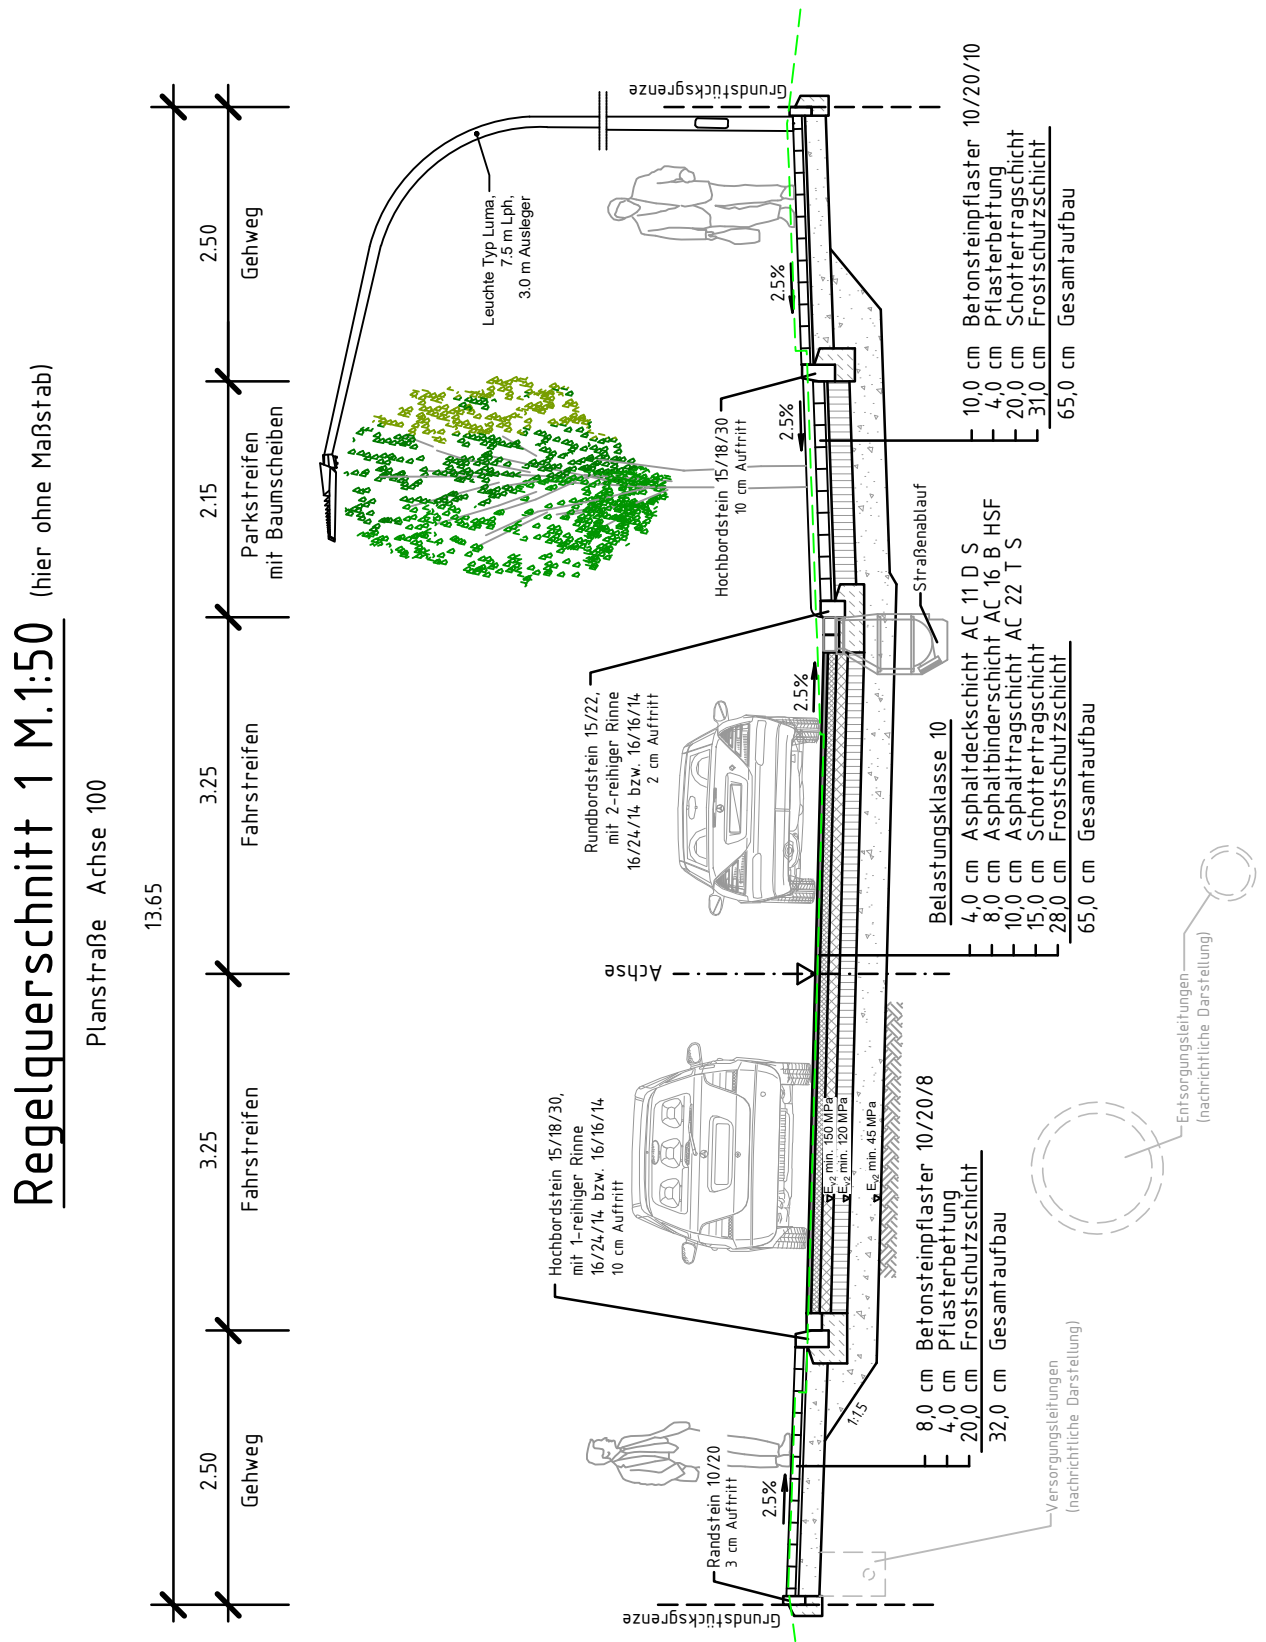 Regelquerschnitt 1 M.1:50 (hier ohne Maßstab)
Planstraße Achse 100
13.65
2.50
3.25
3.25
2.15
2.50
Gehweg
Fahrstreifen
Fahrstreifen
Parkstreifen
mit Baumscheiben
Gehweg
Leuchte Typ Luma,
7.5 m Lph,
3.0 m Ausleger
Hochbordstein 15/18/30,
mit 1-reihiger Rinne
16/24/14 bzw. 16/16/14
10 cm Auftritt
Rundbordstein 15/22,
mit 2-reihiger Rinne
16/24/14 bzw. 16/16/14
2 cm Auftritt
Hochbordstein 15/18/30
10 cm Auftritt
Randstein 10/20
3 cm Auftritt
Grundstücksgrenze
Achse
Grundstücksgrenze
2.5%
2.5%
2.5%
2.5%
Ev2 min. 150 MPa
Ev2 min. 120 MPa
Ev2 min. 45 MPa
1:1.5
Straßenablauf
8,0 cm Betonsteinpflaster 10/20/8
4,0 cm Pflasterbettung
20,0 cm Frostschutzschicht
32,0 cm Gesamtaufbau
Belastungsklasse 10
4,0 cm Asphaltdeckschicht AC 11 D S
8,0 cm Asphaltbinderschicht AC 16 B HSF
10,0 cm Asphalttragschicht AC 22 T S
15,0 cm Schottertragschicht
28,0 cm Frostschutzschicht
65,0 cm Gesamtaufbau
10,0 cm Betonsteinpflaster 10/20/10
4,0 cm Pflasterbettung
20,0 cm Schottertragschicht
31,0 cm Frostschutzschicht
65,0 cm Gesamtaufbau
Versorgungsleitungen
(nachrichtliche Darstellung)
Entsorgungsleitungen
(nachrichtliche Darstellung)